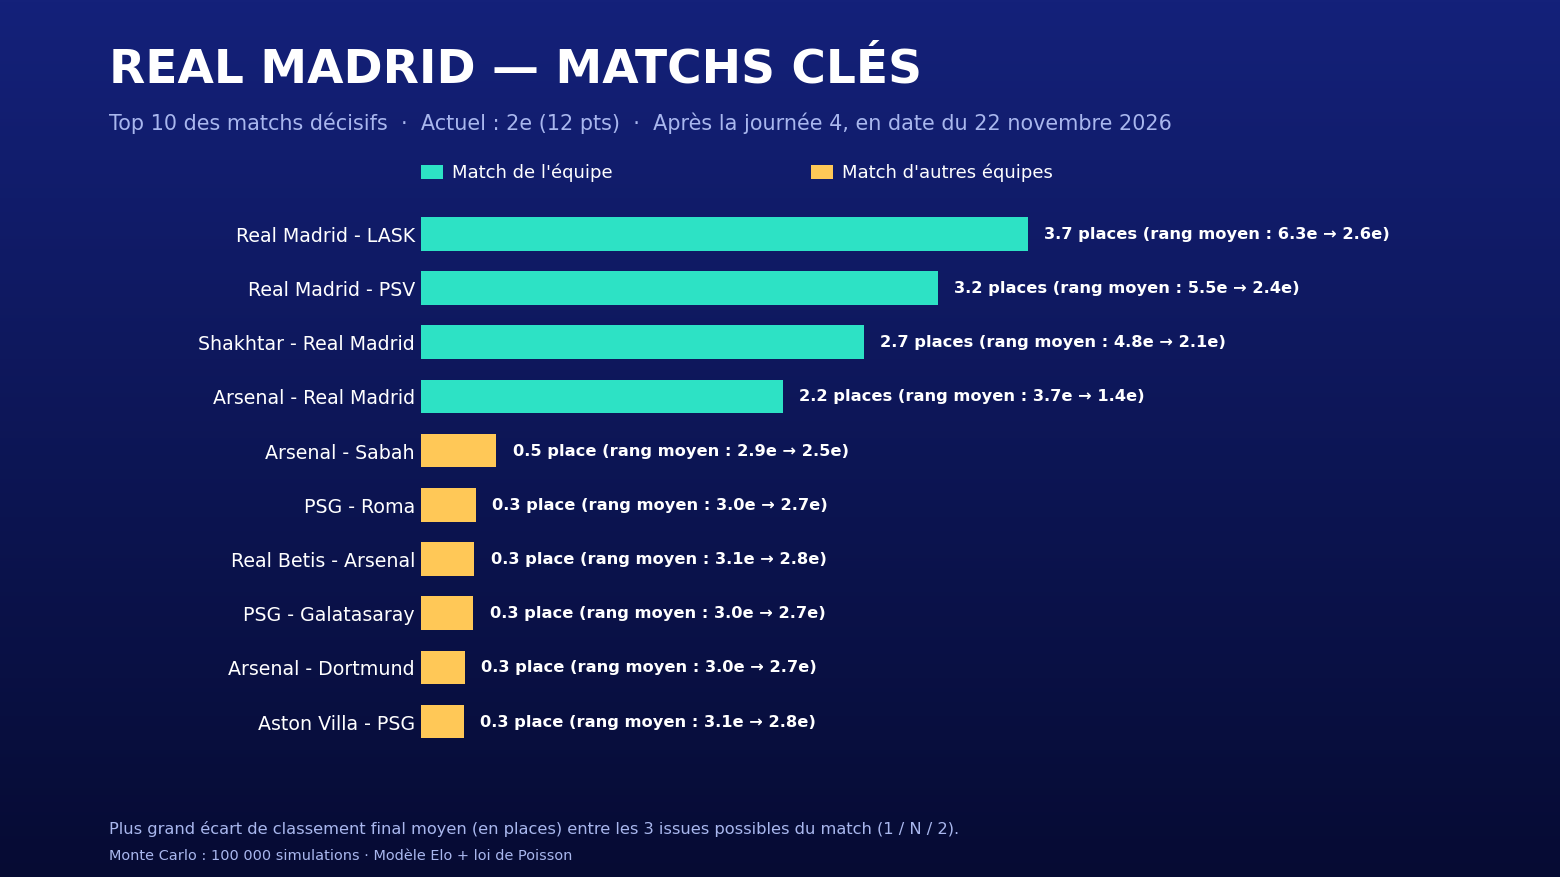 REAL MADRID — MATCHS CLÉS
Top 10 des matchs décisifs · Actuel : 2e (12 pts) · Après la journée 4, en date du 22 novembre 2026
Match de l'équipe
Match d'autres équipes
Real Madrid - LASK 3.7 places (rang moyen : 6.3e → 2.6e)
Real Madrid - PSV 3.2 places (rang moyen : 5.5e → 2.4e)
Shakhtar - Real Madrid 2.7 places (rang moyen : 4.8e → 2.1e)
Arsenal - Real Madrid 2.2 places (rang moyen : 3.7e → 1.4e)
Arsenal - Sabah 0.5 place (rang moyen : 2.9e → 2.5e)
PSG - Roma 0.3 place (rang moyen : 3.0e → 2.7e)
Real Betis - Arsenal 0.3 place (rang moyen : 3.1e → 2.8e)
PSG - Galatasaray 0.3 place (rang moyen : 3.0e → 2.7e)
Arsenal - Dortmund 0.3 place (rang moyen : 3.0e → 2.7e)
Aston Villa - PSG 0.3 place (rang moyen : 3.1e → 2.8e)
Plus grand écart de classement final moyen (en places) entre les 3 issues possibles du match (1 / N / 2).
Monte Carlo : 100 000 simulations · Modèle Elo + loi de Poisson